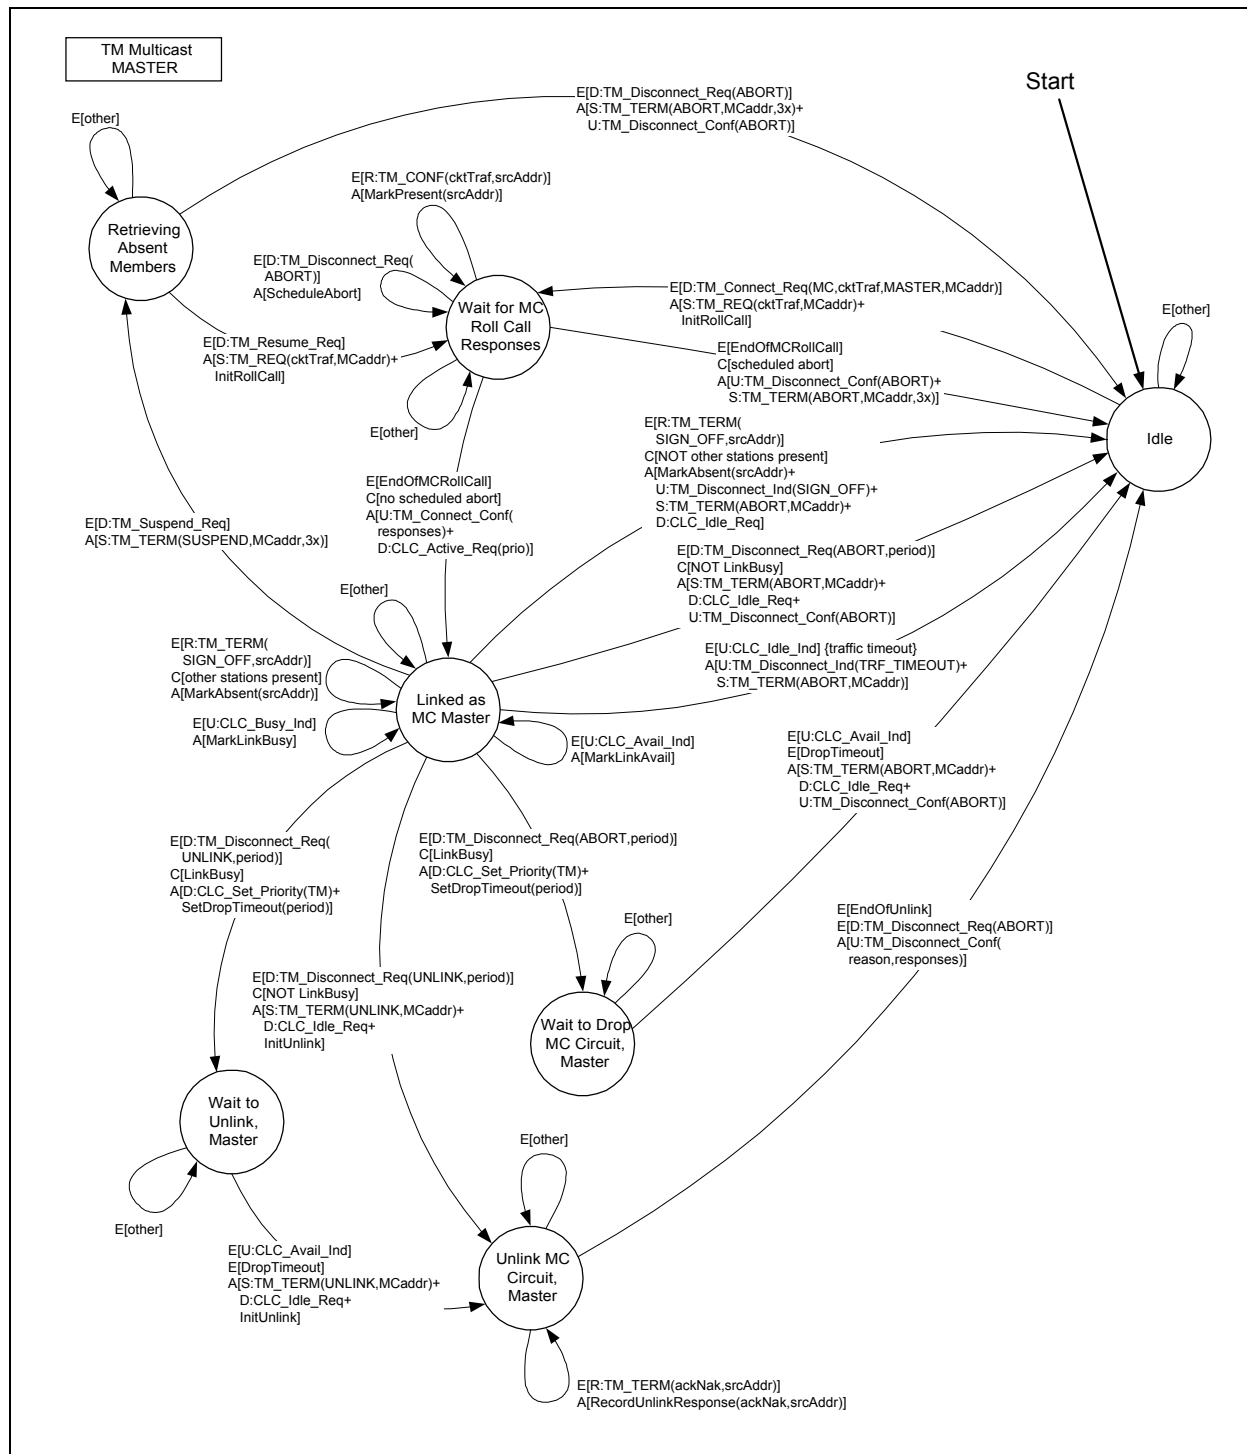 TM Multicast
MASTER
Start
E[D:TM_Disconnect_Req(ABORT)]
A[S:TM_TERM(ABORT,MCaddr,3x)+
U:TM_Disconnect_Conf(ABORT)]
E[other]
E[R:TM_CONF(cktTraf,srcAddr)]
A[MarkPresent(srcAddr)]
Retrieving
Absent
Members
E[D:TM_Disconnect_Req(
ABORT)]
A[ScheduleAbort]
Wait for MC
Roll Call
Responses
E[D:TM_Connect_Req(MC,cktTraf,MASTER,MCaddr)]
A[S:TM_REQ(cktTraf,MCaddr)+
InitRollCall]
E[other]
E[D:TM_Resume_Req]
A[S:TM_REQ(cktTraf,MCaddr)+
InitRollCall]
E[EndOfMCRollCall]
C[scheduled abort]
A[U:TM_Disconnect_Conf(ABORT)+
S:TM_TERM(ABORT,MCaddr,3x)]
E[other]
Idle
E[R:TM_TERM(
SIGN_OFF,srcAddr)]
C[NOT other stations present]
A[MarkAbsent(srcAddr)+
U:TM_Disconnect_Ind(SIGN_OFF)+
S:TM_TERM(ABORT,MCaddr)+
D:CLC_Idle_Req]
E[EndOfMCRollCall]
C[no scheduled abort]
A[U:TM_Connect_Conf(
responses)+
D:CLC_Active_Req(prio)]
E[D:TM_Suspend_Req]
A[S:TM_TERM(SUSPEND,MCaddr,3x)]
E[D:TM_Disconnect_Req(ABORT,period)]
C[NOT LinkBusy]
A[S:TM_TERM(ABORT,MCaddr)+
D:CLC_Idle_Req+
U:TM_Disconnect_Conf(ABORT)]
E[other]
E[R:TM_TERM(
SIGN_OFF,srcAddr)]
C[other stations present]
A[MarkAbsent(srcAddr)]
E[U:CLC_Idle_Ind] {traffic timeout}
A[U:TM_Disconnect_Ind(TRF_TIMEOUT)+
S:TM_TERM(ABORT,MCaddr)]
Linked as
MC Master
E[U:CLC_Busy_Ind]
A[MarkLinkBusy]
E[U:CLC_Avail_Ind]
A[MarkLinkAvail]
E[U:CLC_Avail_Ind]
E[DropTimeout]
A[S:TM_TERM(ABORT,MCaddr)+
D:CLC_Idle_Req+
U:TM_Disconnect_Conf(ABORT)]
E[D:TM_Disconnect_Req(
UNLINK,period)]
C[LinkBusy]
A[D:CLC_Set_Priority(TM)+
SetDropTimeout(period)]
E[D:TM_Disconnect_Req(ABORT,period)]
C[LinkBusy]
A[D:CLC_Set_Priority(TM)+
SetDropTimeout(period)]
E[other]
E[EndOfUnlink]
E[D:TM_Disconnect_Req(ABORT)]
A[U:TM_Disconnect_Conf(
reason,responses)]
E[D:TM_Disconnect_Req(UNLINK,period)]
C[NOT LinkBusy]
A[S:TM_TERM(UNLINK,MCaddr)+
D:CLC_Idle_Req+
InitUnlink]
Wait to Drop
MC Circuit,
Master
Wait to
Unlink,
Master
E[other]
E[other]
E[U:CLC_Avail_Ind]
E[DropTimeout]
A[S:TM_TERM(UNLINK,MCaddr)+
D:CLC_Idle_Req+
InitUnlink]
Unlink MC
Circuit,
Master
E[R:TM_TERM(ackNak,srcAddr)]
A[RecordUnlinkResponse(ackNak,srcAddr)]